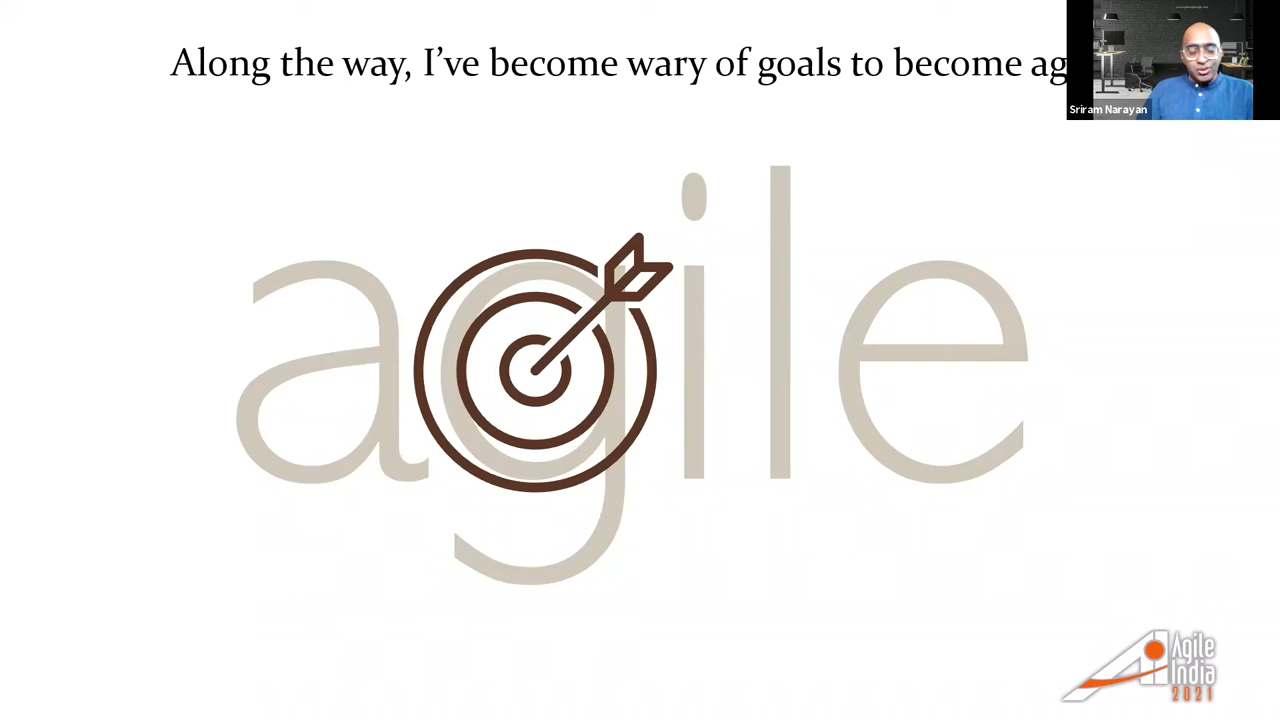 Along the way, I've become wary of goals to become ag
Sriram Narayan
agile
Agile
India
2021